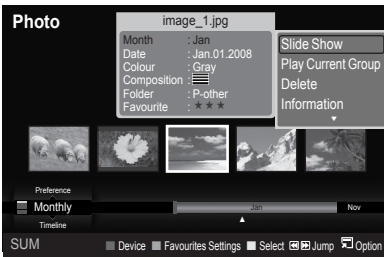 Photo
image_1.jpg
Month : Jan
Date : Jan.01.2008
Colour : Gray
Composition :
Folder : P-other
Favourite : ★ ★ ★
Slide Show
Play Current Group
Delete
Information
Preference
Monthly
Timeline
Jan
Nov
SUM
Device
Favourites Settings
Select
Jump
Option